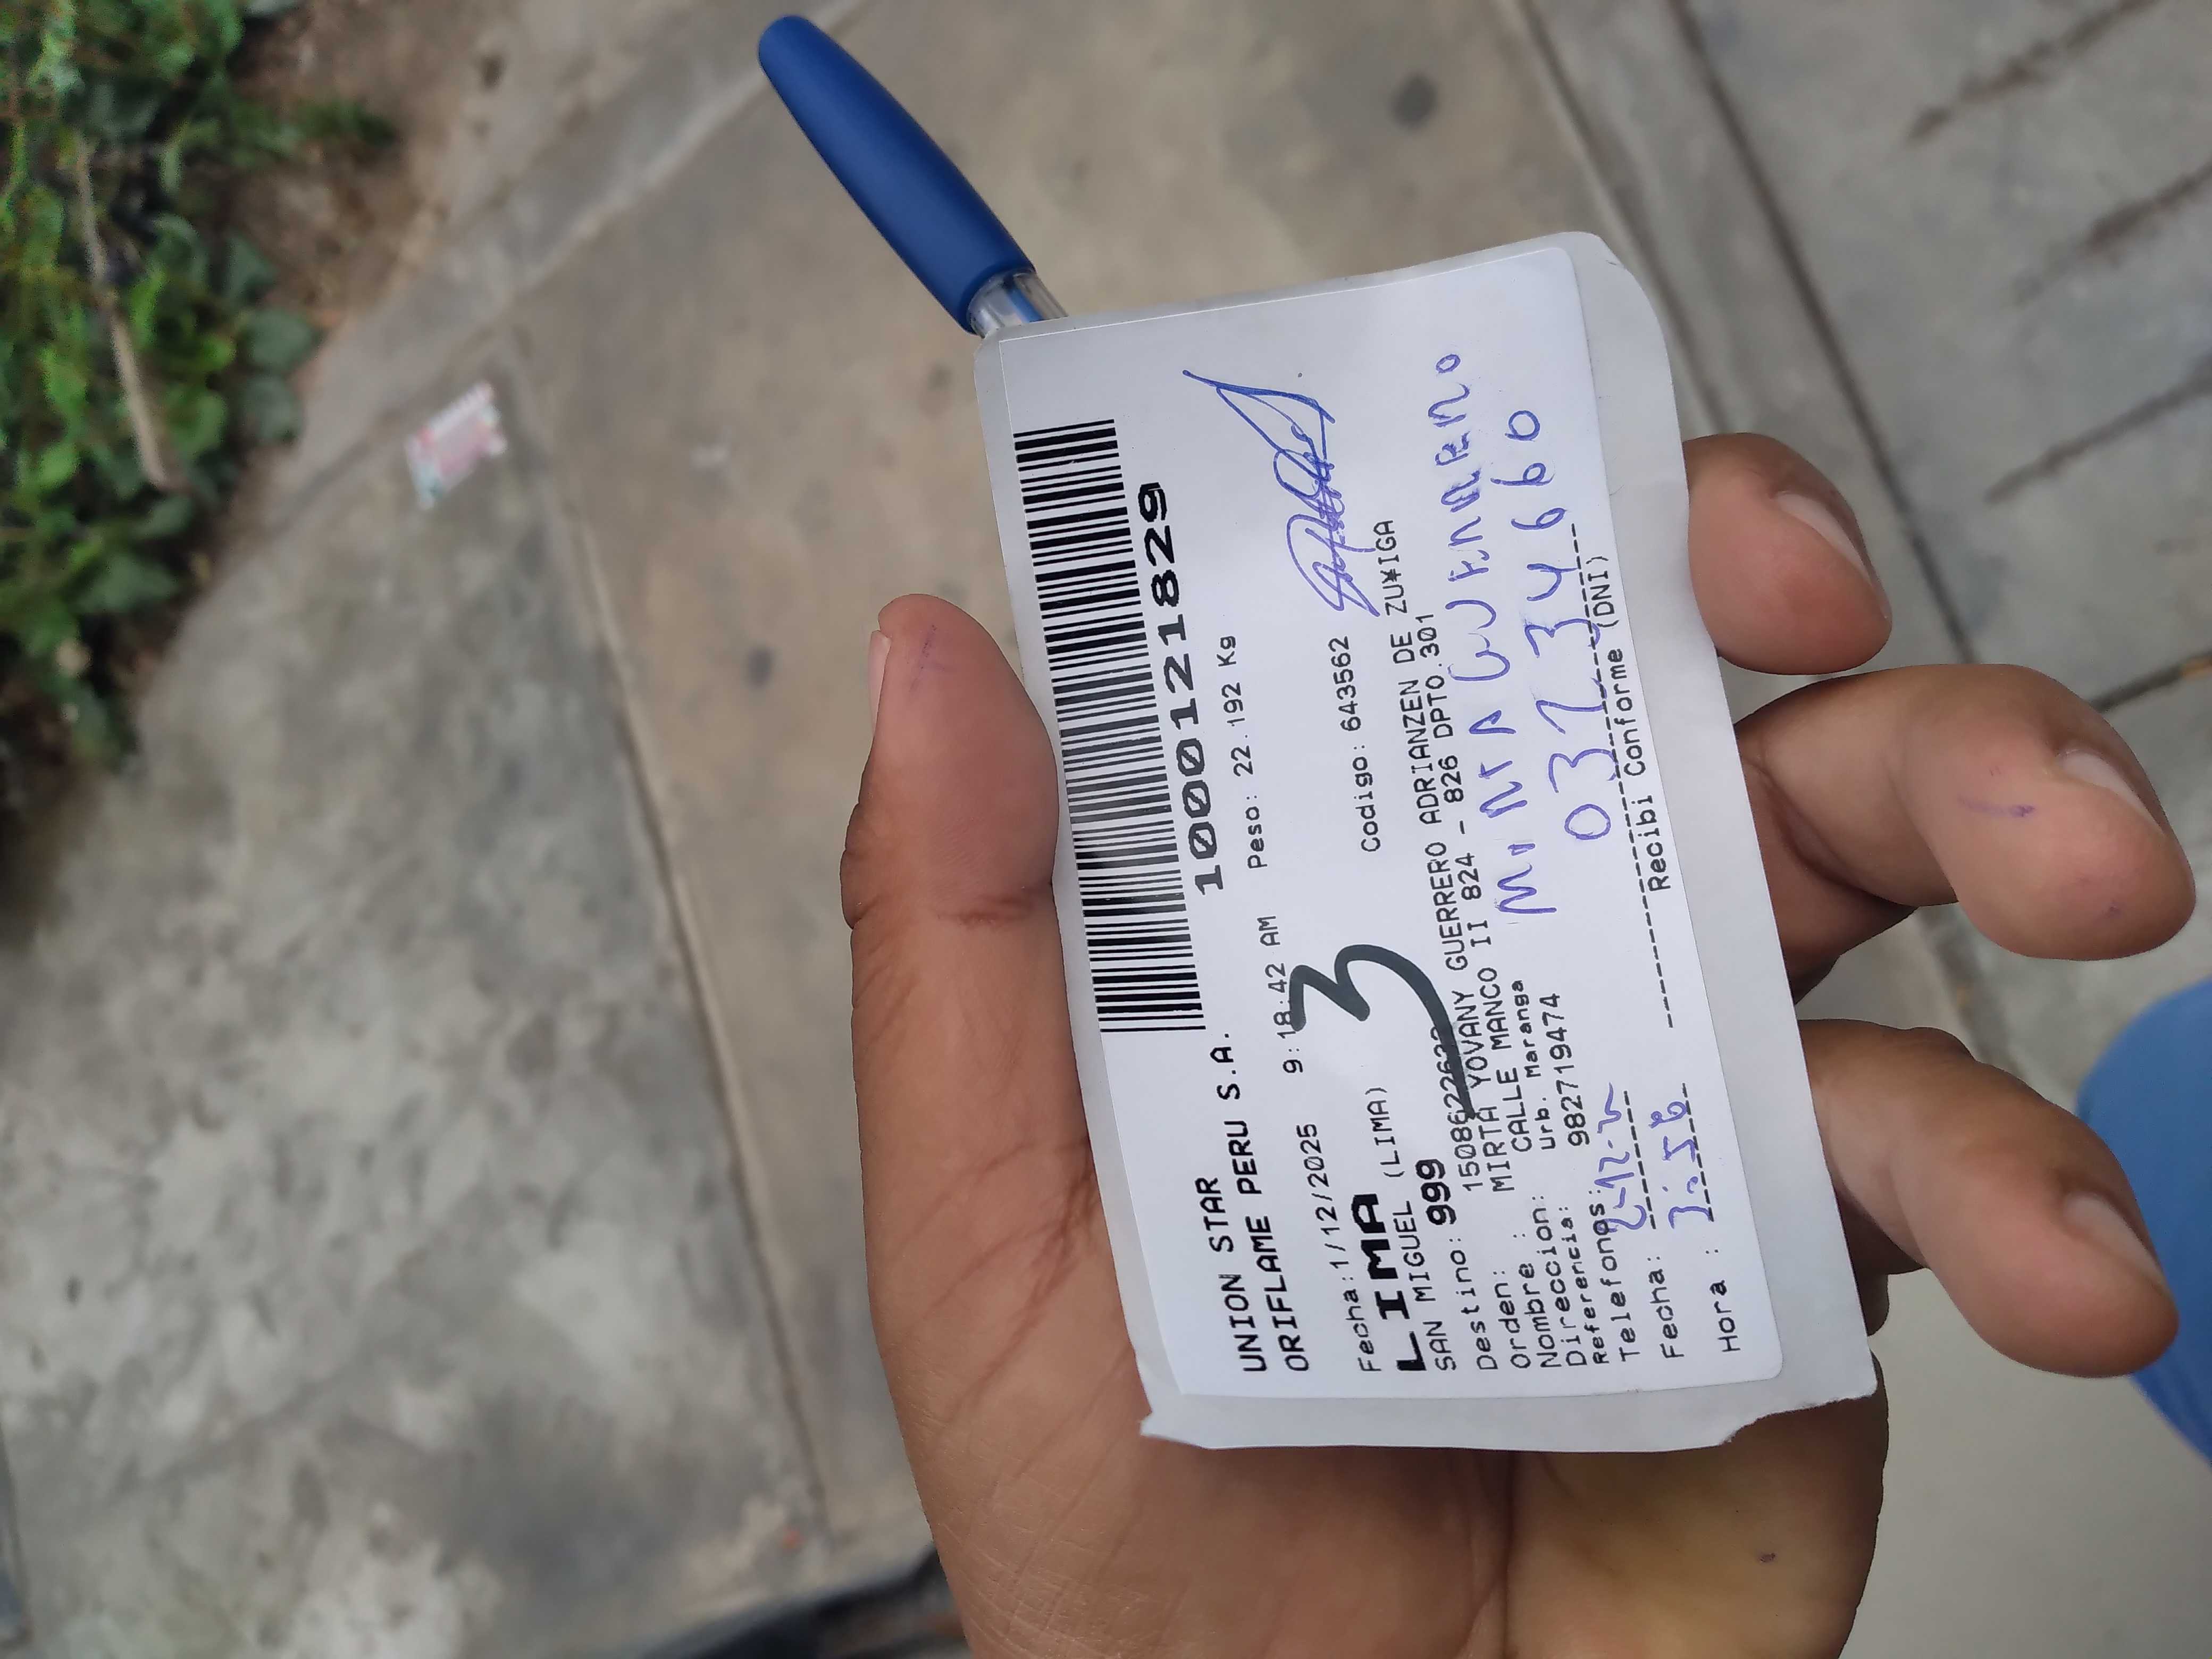 UNION STAR
ORIFLAME PERU S.A.
1000121829
Fecha:1/12/2025 9:18:42 AM Peso: 22.192 Kg
LIMA
SAN MIGUEL (LIMA)
3
Codigo: 643562
Destino: 999
Orden:
Nombre : MIRTA YOVANY GUERRERO ADRIANZEN DE ZU¥IGA
Direccion: CALLE MANCO II 824 - 826 DPTO.301
Referencia: Urb. Maranga
Telefonos: 982719474
Fecha:
Hora :
03234660
Recibi Conforme (DNI)